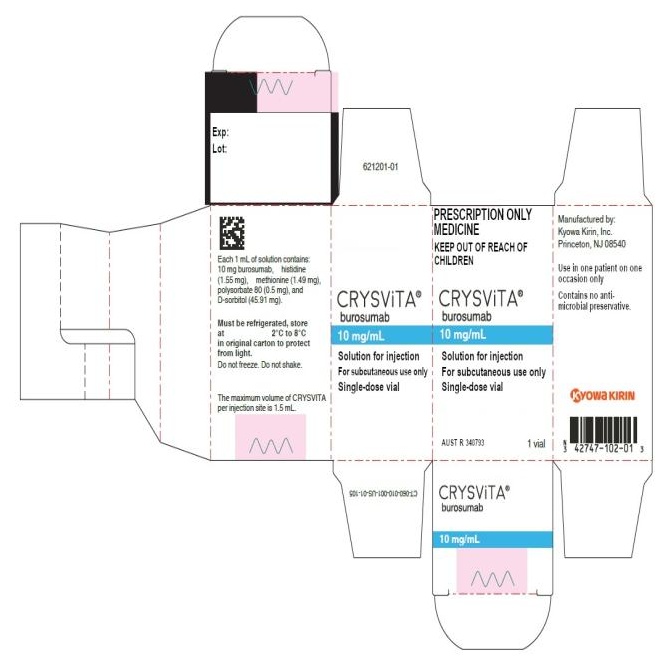 Exp:
Lot:
621201-01
Each 1 mL of solution contains:
10 mg burosumab, histidine
(1.55 mg), methionine (1.49 mg),
polysorbate 80 (0.5 mg), and
D-sorbitol (45.91 mg).
Must be refrigerated, store
at 2°C to 8°C
in original carton to protect
from light.
Do not freeze. Do not shake.
The maximum volume of CRYSVITA
per injection site is 1.5 mL.
CRYSViTA®
burosumab
10 mg/mL
Solution for injection
For subcutaneous use only
Single-dose vial
PRESCRIPTION ONLY
MEDICINE
KEEP OUT OF REACH OF
CHILDREN
CRYSViTA®
burosumab
10 mg/mL
Solution for injection
For subcutaneous use only
Single-dose vial
AUST R 340793 1 vial
Manufactured by:
Kyowa Kirin, Inc.
Princeton, NJ 08540
Use in one patient on one
occasion only
Contains no anti-
microbial preservative.
Kyowa KIRIN
N
3 42747-102-01 3
CT-060-010-001-US-01-105
CRYSViTA®
burosumab
10 mg/mL